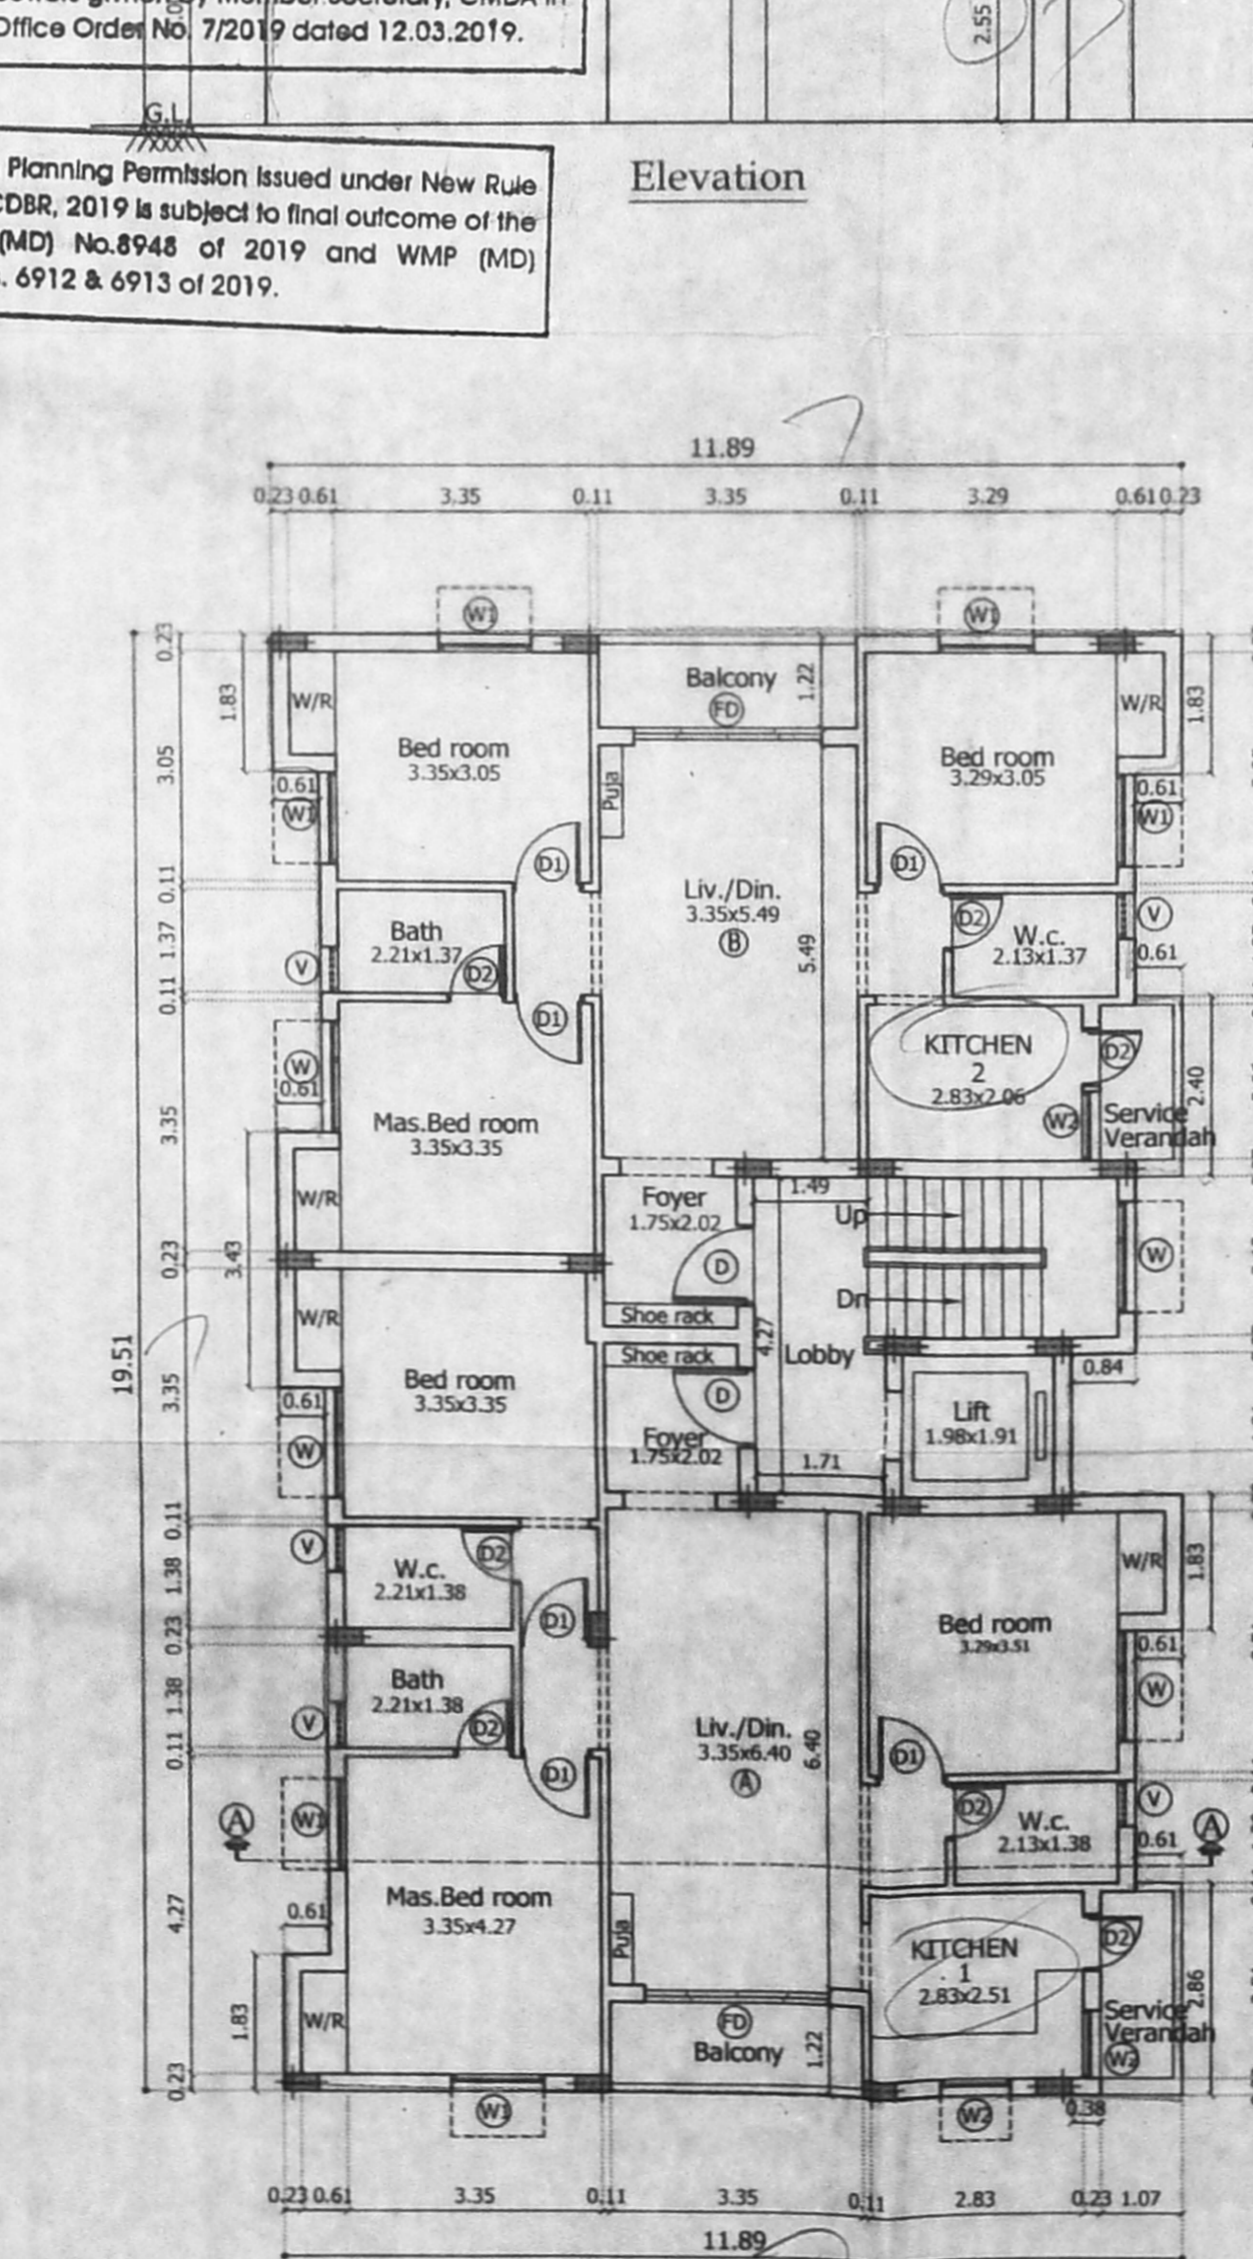 Office Order No. 7/2019 dated 12.03.2019.
2.55
G.L.
Planning Permission issued under New Rule
CDBR, 2019 is subject to final outcome of the
(MD) No.8948 of 2019 and WMP (MD)
. 6912 & 6913 of 2019.
Elevation
11.89
0.23 0.61 3.35 0.11 3.35 0.11 3.29 0.61 0.23
W1 W1
0.23
1.83
W/R
Balcony
FD
1.22
W/R
1.83
Bed room
3.35x3.05
Bed room
3.29x3.05
3.05
0.61
W1
Puja
0.61
W1
D1
D1
0.11
Liv./Din.
3.35x5.49
B
5.49
Bath
2.21x1.37
D2
V
1.37
D2
W.c.
2.13x1.37
V
0.61
0.11
D1
W
0.61
KITCHEN
2
2.83x2.06
D2
W2
Service
Verandah
2.40
3.35
Mas.Bed room
3.35x3.35
W/R
Foyer
1.75x2.02
1.49
Up
D
W
0.23
3.43
Dn
Shoe rack
W/R
4.27
Lobby
Shoe rack
0.84
19.51
3.35
Bed room
3.35x3.35
D
0.61
W
Foyer
1.75x2.02
Lift
1.98x1.91
1.71
0.11
V
D2
W.c.
2.21x1.38
1.38
D1
W/R
1.83
Bed room
3.29x3.51
0.61
W
0.23
Bath
2.21x1.38
D2
1.38
V
0.11
Liv./Din.
3.35x6.40
A
6.40
D1
D1
A
W1
D2
W.c.
2.13x1.38
V
0.61
A
4.27
Mas.Bed room
3.35x4.27
0.61
Puja
KITCHEN
1
2.83x2.51
D2
Service
Verandah
W2
2.86
1.83
W/R
FD
Balcony
1.22
0.23
W1
W2
0.38
0.23 0.61 3.35 0.11 3.35 0.11 2.83 0.23 1.07
11.89